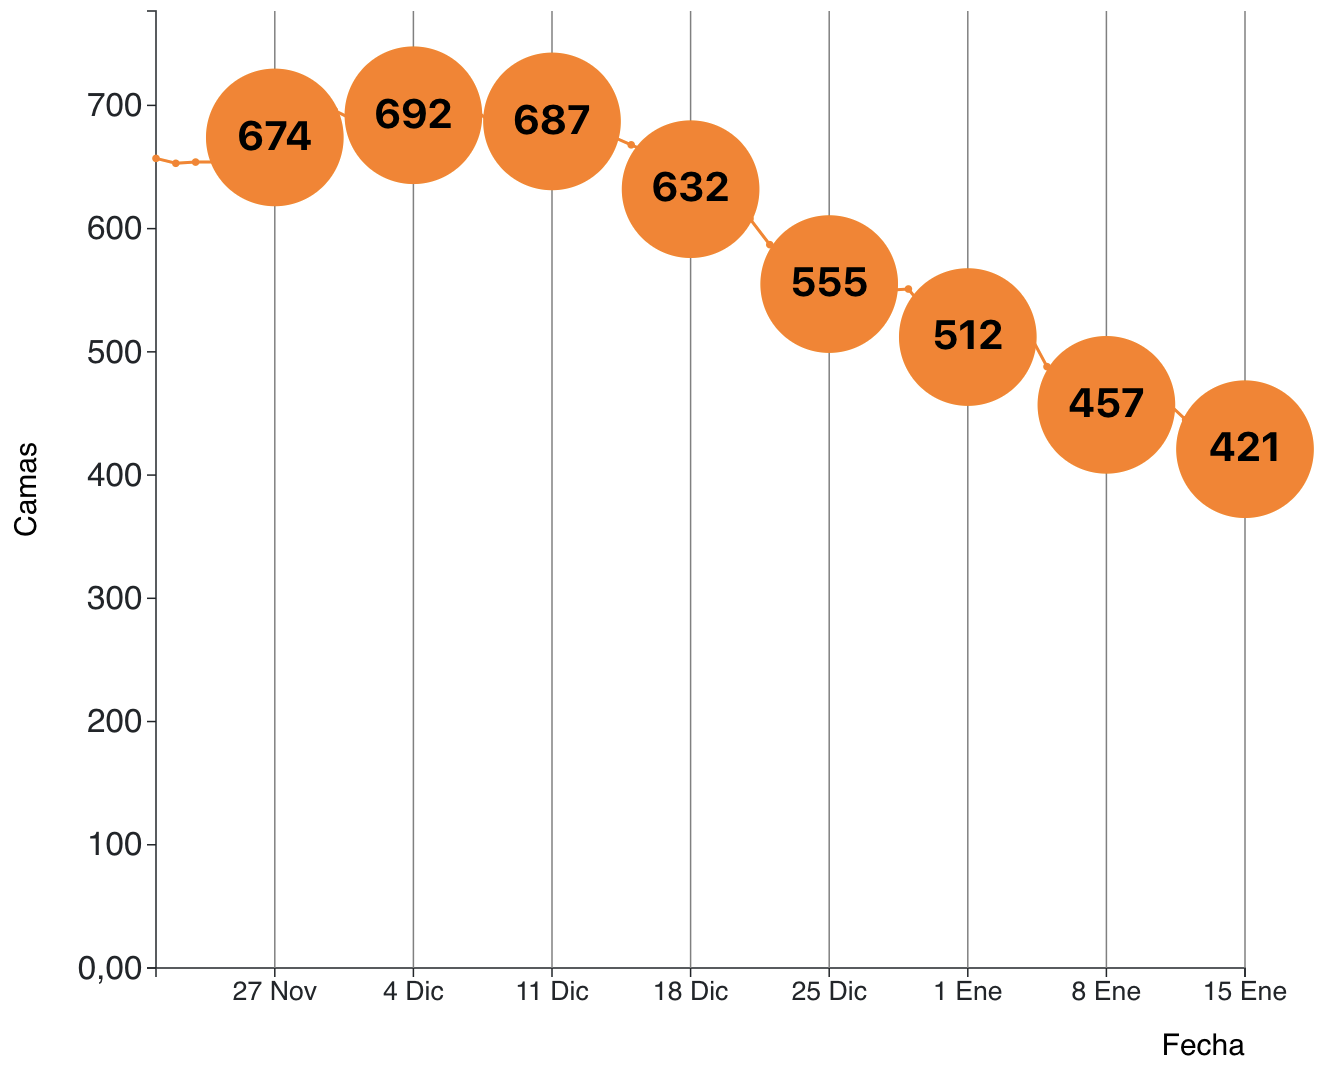 700
600
500
400
300
200
100
0,00
Camas
674
692
687
632
555
512
457
421
27 Nov
4 Dic
11 Dic
18 Dic
25 Dic
1 Ene
8 Ene
15 Ene
Fecha